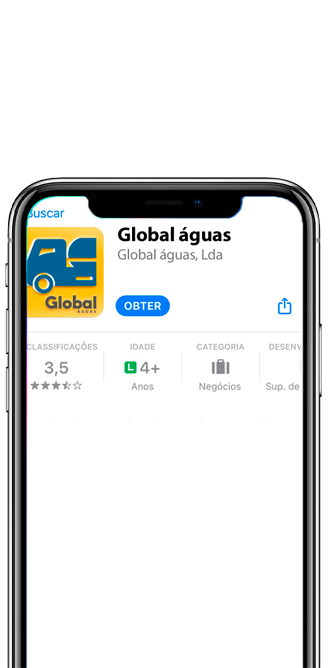 Buscar
Global águas
Global águas, Lda
Global
ÁGUAS
OBTER
CLASSIFICAÇÕES
IDADE
CATEGORIA
DESENV
3,5
L 4+
Anos
Negócios
Sup. de